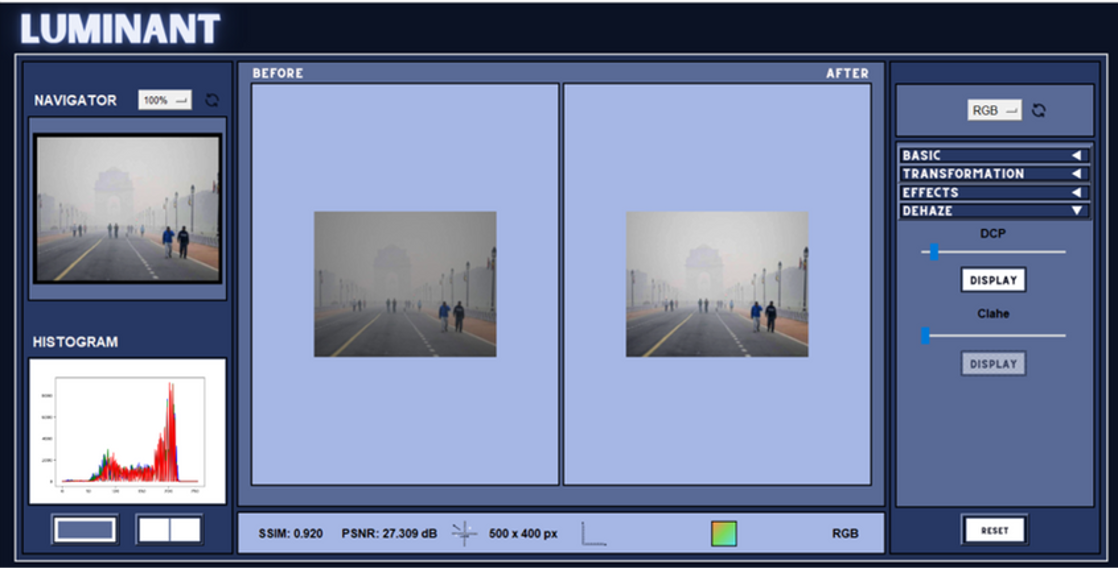 LUMINANT
NAVIGATOR 100%
HISTOGRAM
BEFORE AFTER
SSIM: 0.920 PSNR: 27.309 dB 500 x 400 px RGB
RGB
BASIC
TRANSFORMATION
EFFECTS
DEHAZE
DCP
DISPLAY
Clahe
DISPLAY
RESET